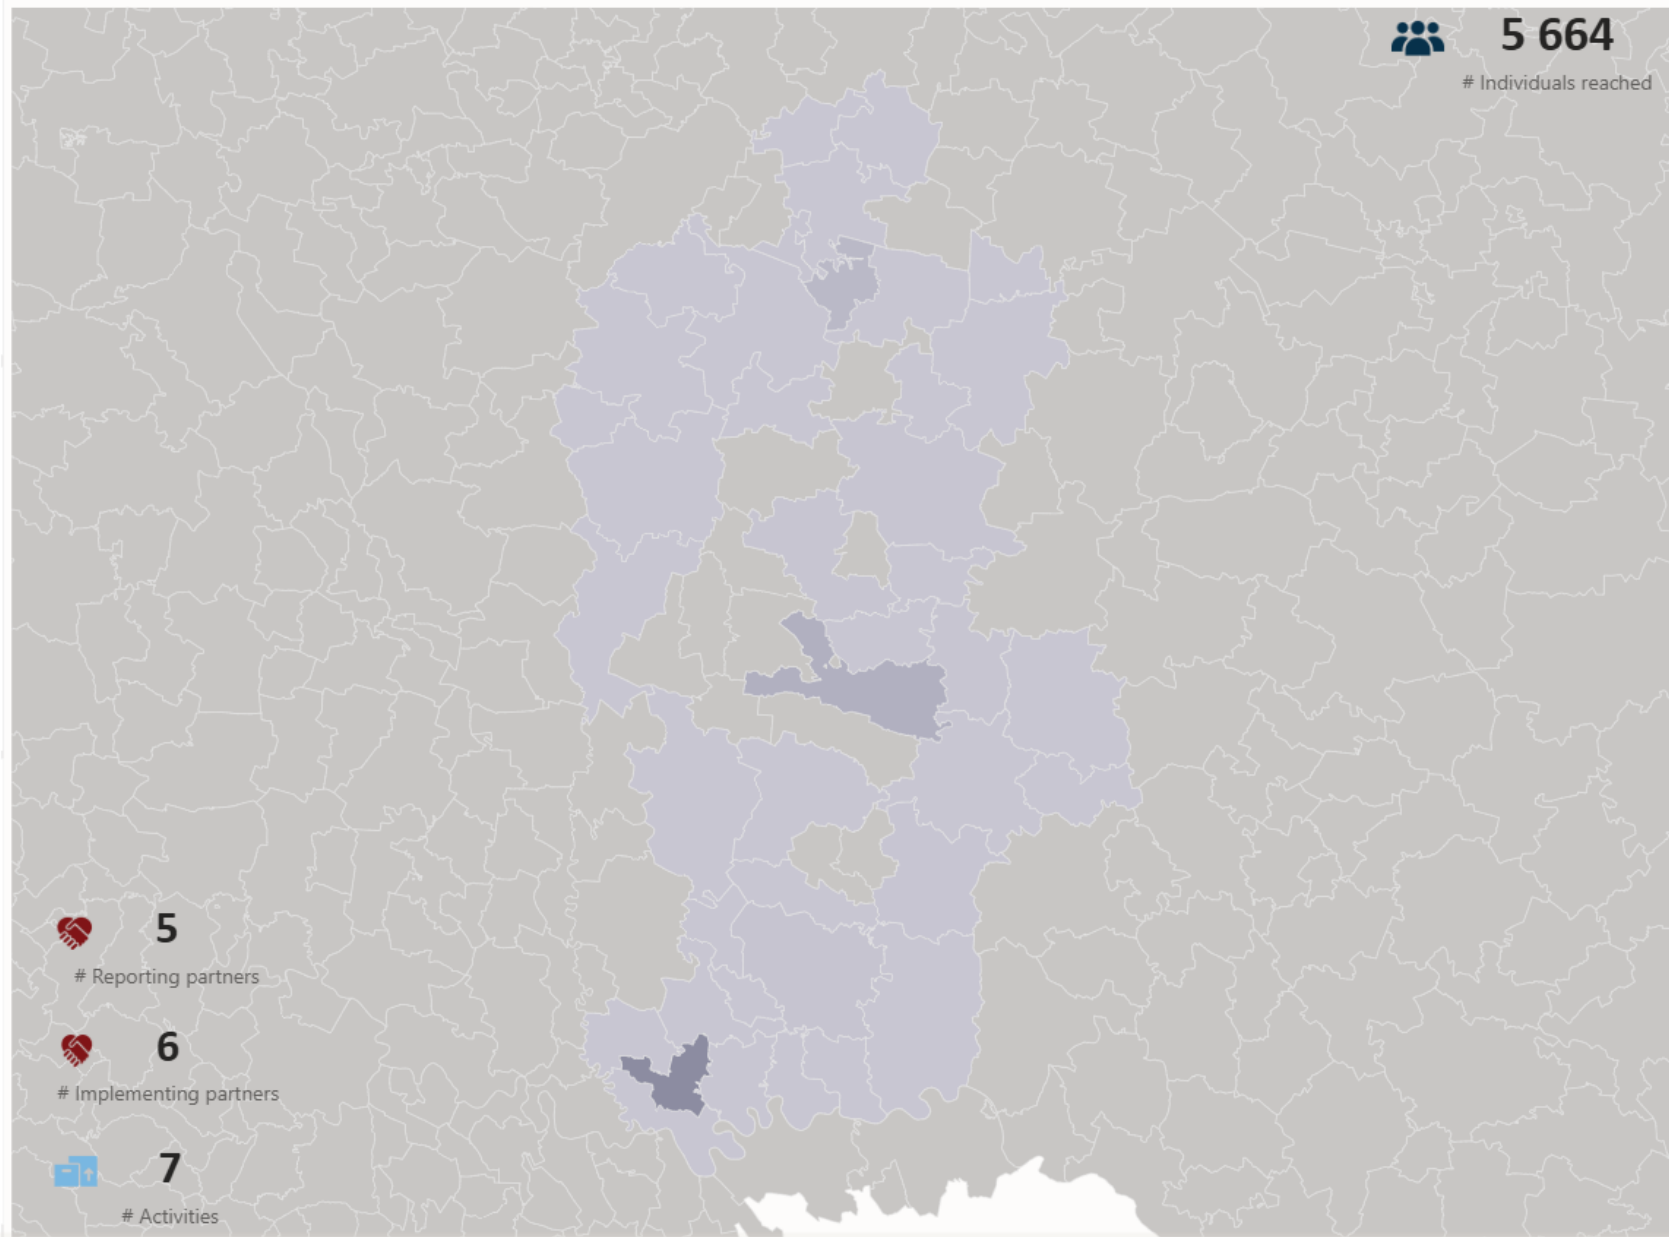 5 664
# Individuals reached
5
# Reporting partners
6
# Implementing partners
7
# Activities